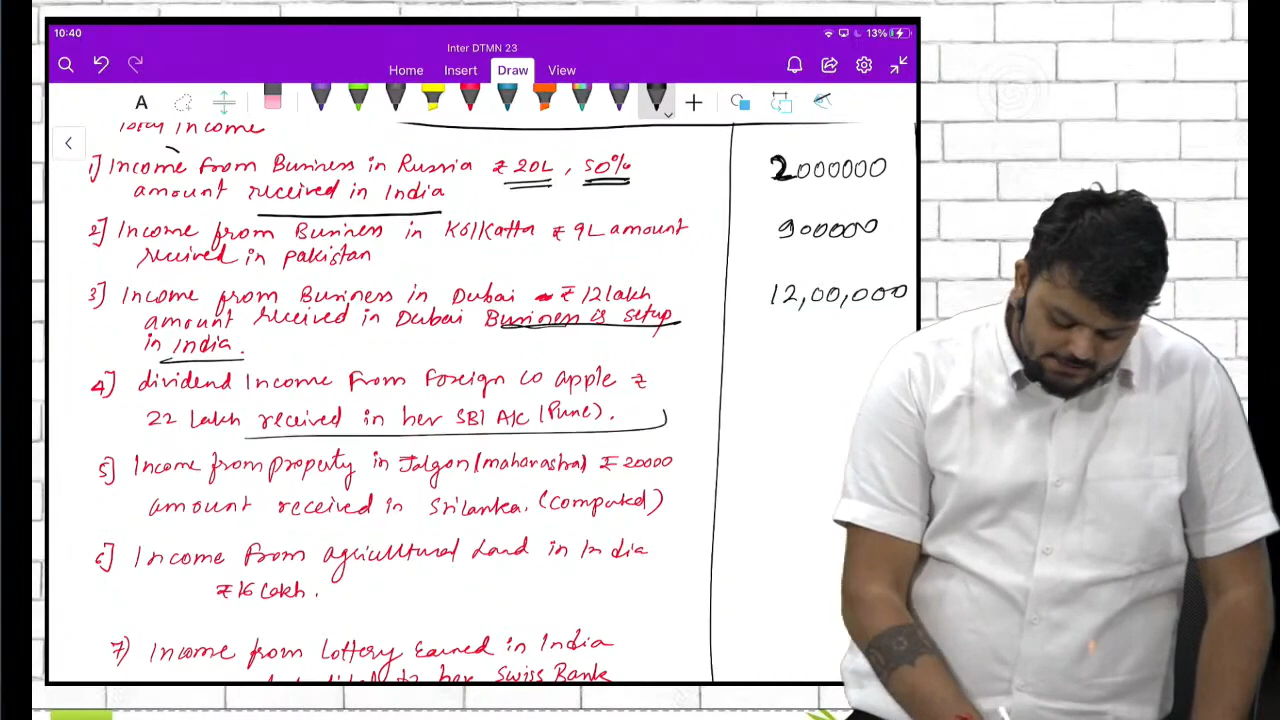 10:40
13%
Inter DTMN 23
Home Insert Draw View
A
Income
1] Income from Business in Russia ₹ 20L , 50% 2000000
amount received in India
2] Income from Business in Kolkatta ₹ 9L amount 900000
received in pakistan
3] Income from Business in Dubai ₹ 12 lakh 12,00,000
amount received in Dubai Business is setup
in India.
4] dividend Income from foreign co apple ₹
22 lakh received in her SBI A/c (Pune).
5] Income from property in Jalgon (maharashra) ₹ 20000
amount received in Srilanka. (computed)
6] Income from agricultural Land in India
₹ 16 lakh.
7) Income from Lottery Earned in India
to her Swiss Bank